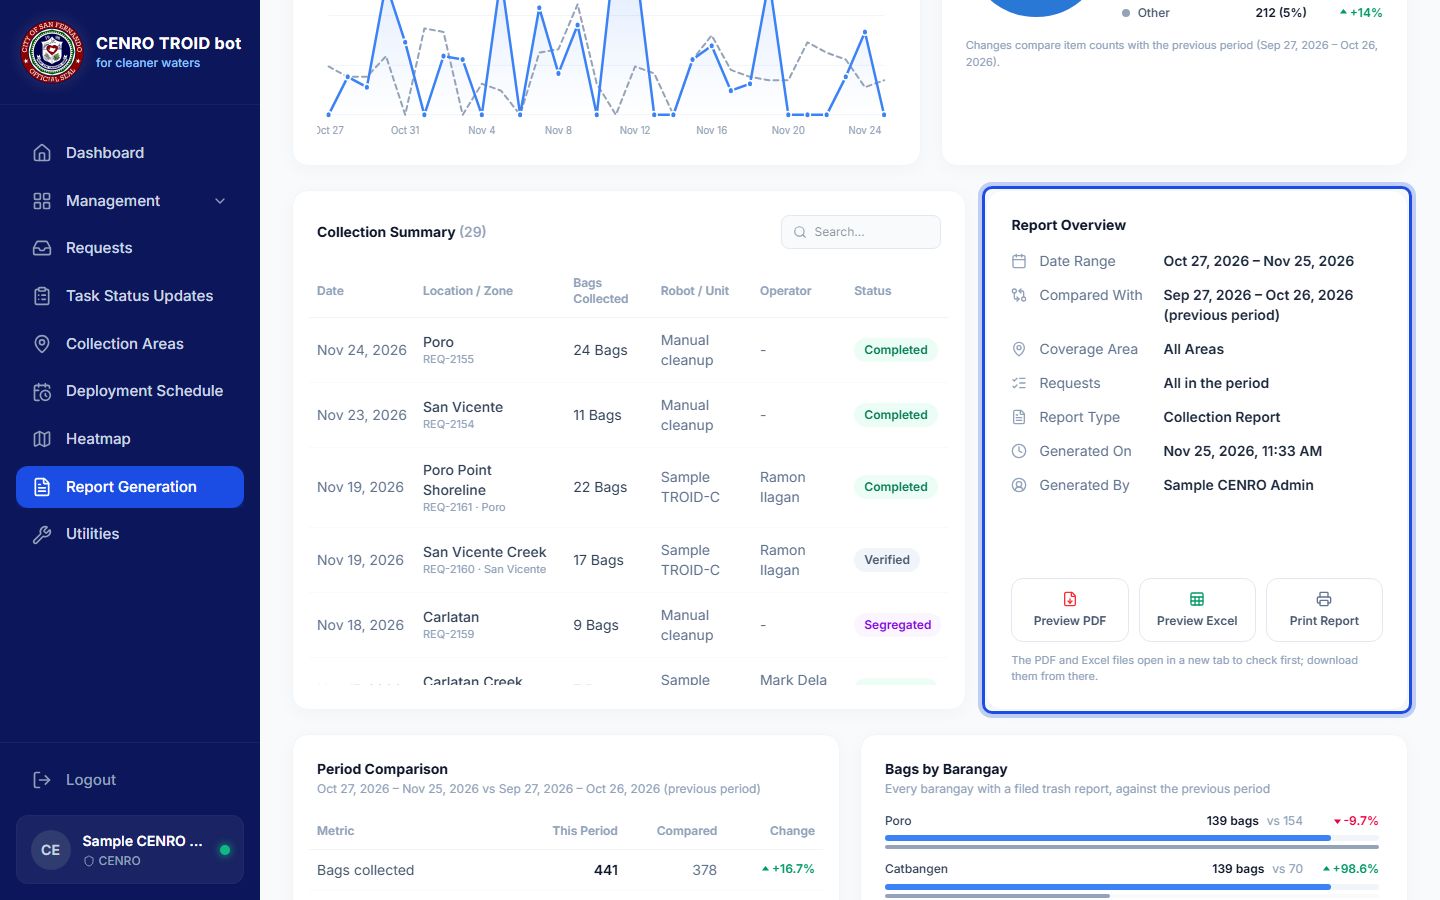 CITY OF SAN FERNANDO
OFFICIAL SEAL
CENRO TROID bot
for cleaner waters
Dashboard
Management
Requests
Task Status Updates
Collection Areas
Deployment Schedule
Heatmap
Report Generation
Utilities
Logout
CE
Sample CENRO ...
CENRO
Oct 27
Oct 31
Nov 4
Nov 8
Nov 12
Nov 16
Nov 20
Nov 24
Other 212 (5%) +14%
Changes compare item counts with the previous period (Sep 27, 2026 – Oct 26,
2026).
Collection Summary (29)
Search...
Date Location / Zone Bags Collected Robot / Unit Operator Status
Nov 24, 2026 Poro 24 Bags Manual cleanup - Completed
REQ-2155
Nov 23, 2026 San Vicente 11 Bags Manual cleanup - Completed
REQ-2154
Nov 19, 2026 Poro Point Shoreline 22 Bags Sample TROID-C Ramon Ilagan Completed
REQ-2161 · Poro
Nov 19, 2026 San Vicente Creek 17 Bags Sample TROID-C Ramon Ilagan Verified
REQ-2160 · San Vicente
Nov 18, 2026 Carlatan 9 Bags Manual cleanup - Segregated
REQ-2159
Carlatan Creek Sample Mark Dela
Report Overview
Date Range Oct 27, 2026 – Nov 25, 2026
Compared With Sep 27, 2026 – Oct 26, 2026
(previous period)
Coverage Area All Areas
Requests All in the period
Report Type Collection Report
Generated On Nov 25, 2026, 11:33 AM
Generated By Sample CENRO Admin
Preview PDF
Preview Excel
Print Report
The PDF and Excel files open in a new tab to check first; download
them from there.
Period Comparison
Oct 27, 2026 – Nov 25, 2026 vs Sep 27, 2026 – Oct 26, 2026 (previous period)
Metric This Period Compared Change
Bags collected 441 378 +16.7%
Bags by Barangay
Every barangay with a filed trash report, against the previous period
Poro 139 bags vs 154 -9.7%
Catbangen 139 bags vs 70 +98.6%